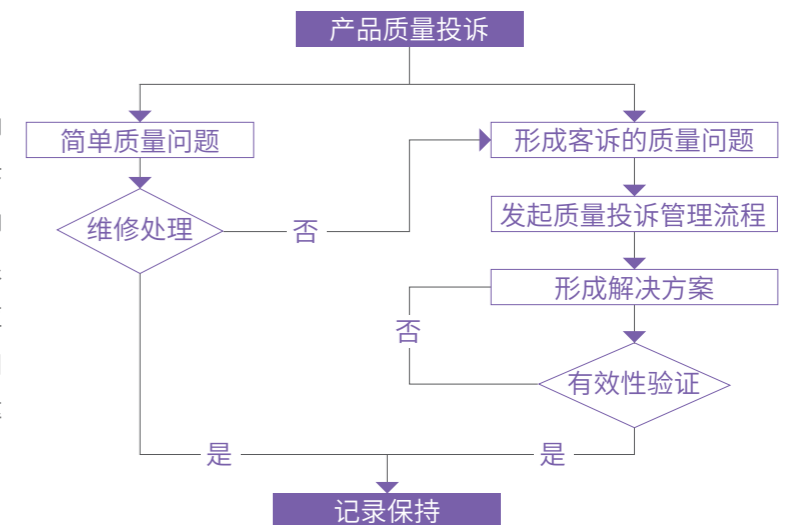 产品质量投诉
简单质量问题
形成客诉的质量问题
发起质量投诉管理流程
维修处理
否
形成解决方案
否
有效性验证
是
是
记录保持